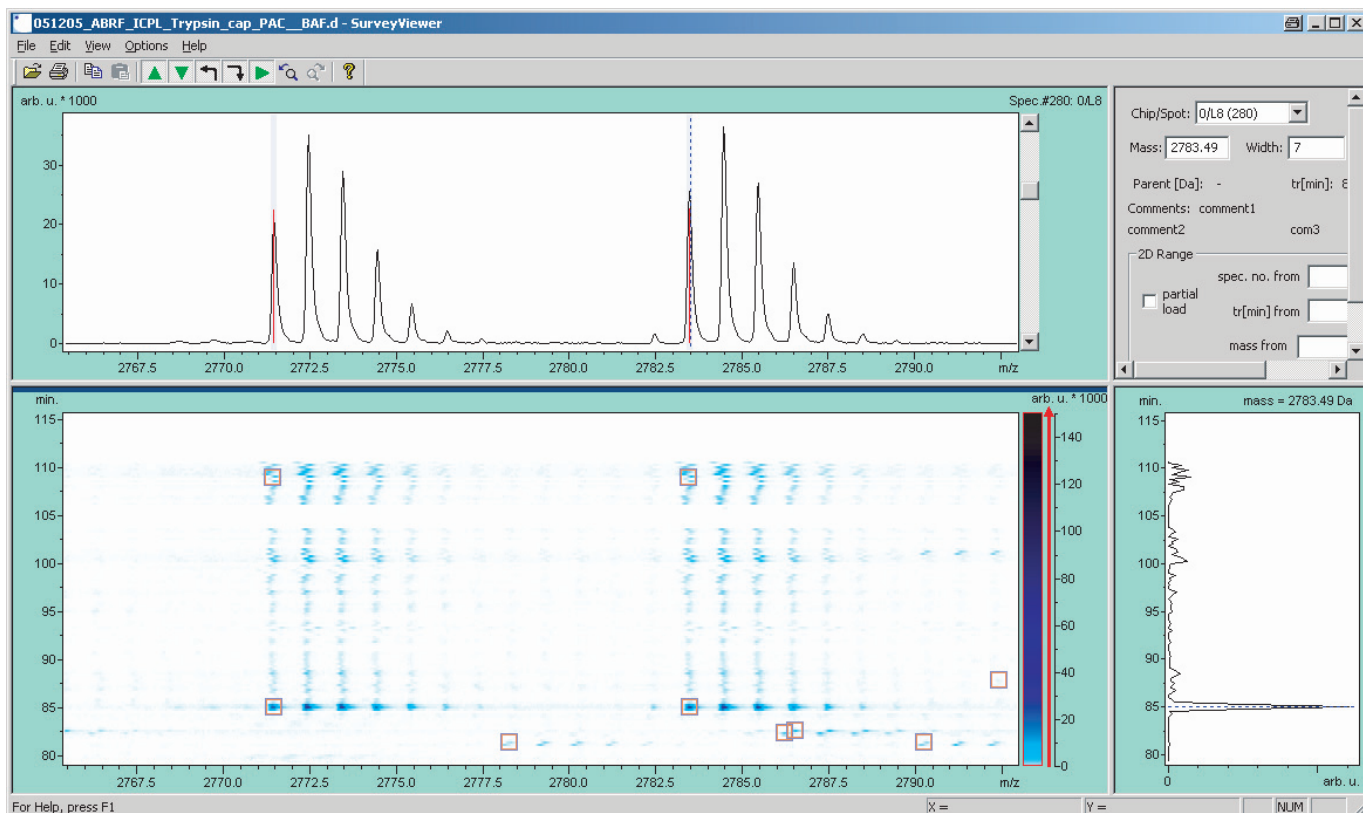 051205_ABRF_ICPL_Trypsin_cap_PAC__BAF.d - SurveyViewer
File Edit View Options Help
arb. u. * 1000
Spec.#280: 0/L8
30
20
10
0
2767.5 2770.0 2772.5 2775.0 2777.5 2780.0 2782.5 2785.0 2787.5 2790.0 m/z
Chip/Spot: 0/L8 (280)
Mass: 2783.49 Width: 7
Parent [Da]: - tr[min]: 8
Comments: comment1
comment2 com3
2D Range
spec. no. from
partial
load
tr[min] from
mass from
min. arb. u. * 1000
115
110
105
100
95
90
85
80
140
120
100
80
60
40
20
0
2767.5 2770.0 2772.5 2775.0 2777.5 2780.0 2782.5 2785.0 2787.5 2790.0 m/z
min. mass = 2783.49 Da
115
110
105
100
95
90
85
80
0 arb. u.
For Help, press F1 X = Y = NUM